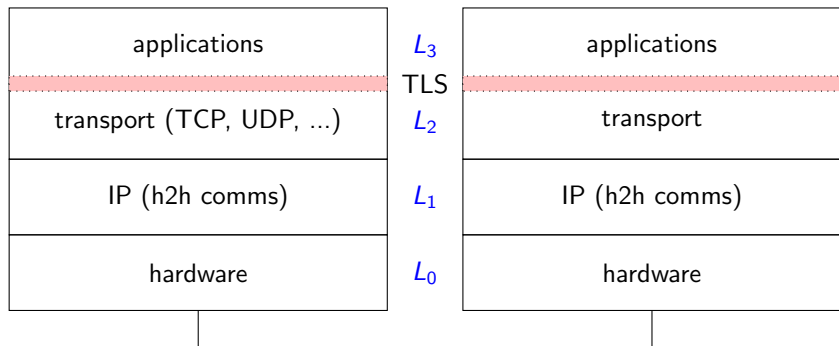 applications L₃ applications
TLS
transport (TCP, UDP, ...) L₂ transport
IP (h2h comms) L₁ IP (h2h comms)
hardware L₀ hardware